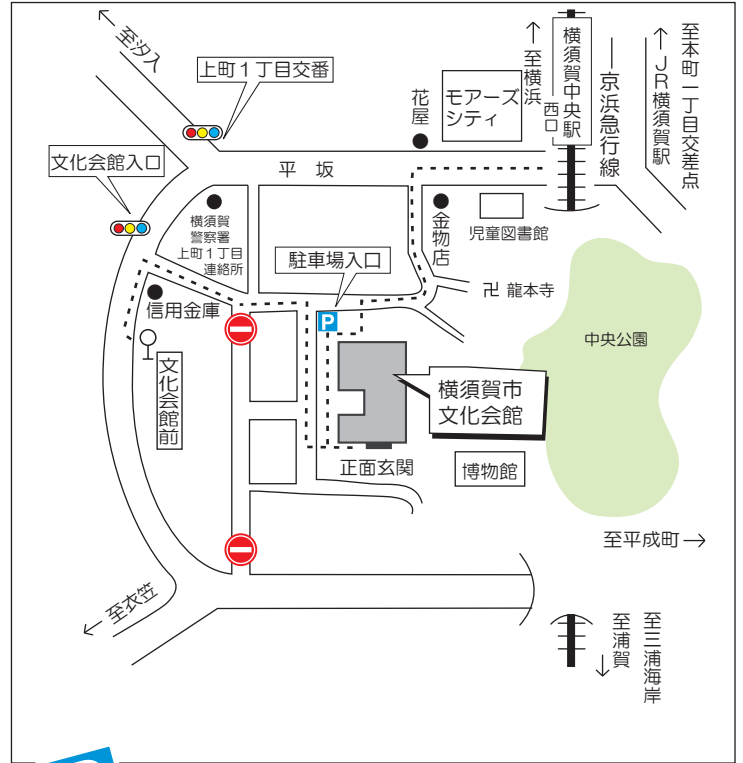 至汐入
上町1丁目交番
文化会館入口
平 坂
花屋
モアーズ
シティ
至横浜
横須賀中央駅
西口
京浜急行線
JR横須賀駅
至本町一丁目交差点
横須賀
警察署
上町1丁目
連絡所
金物店
児童図書館
駐車場入口
卍 龍本寺
信用金庫
P
中央公園
文化会館前
横須賀市
文化会館
正面玄関
博物館
至平成町
至衣笠
至浦賀
至三浦海岸